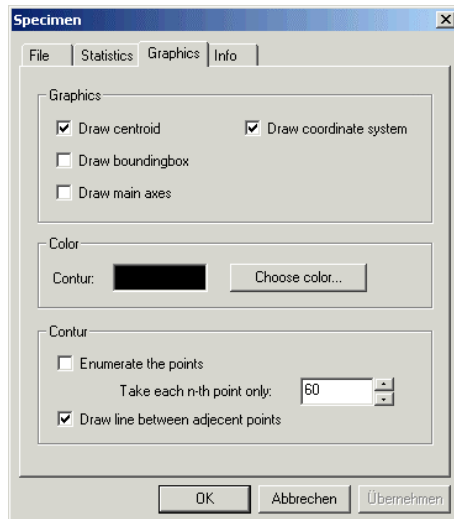 Specimen
File Statistics Graphics Info
Graphics
Draw centroid Draw coordinate system
Draw boundingbox
Draw main axes
Color
Contur: Choose color...
Contur
Enumerate the points
Take each n-th point only: 60
Draw line between adjecent points
OK Abbrechen Übernehmen